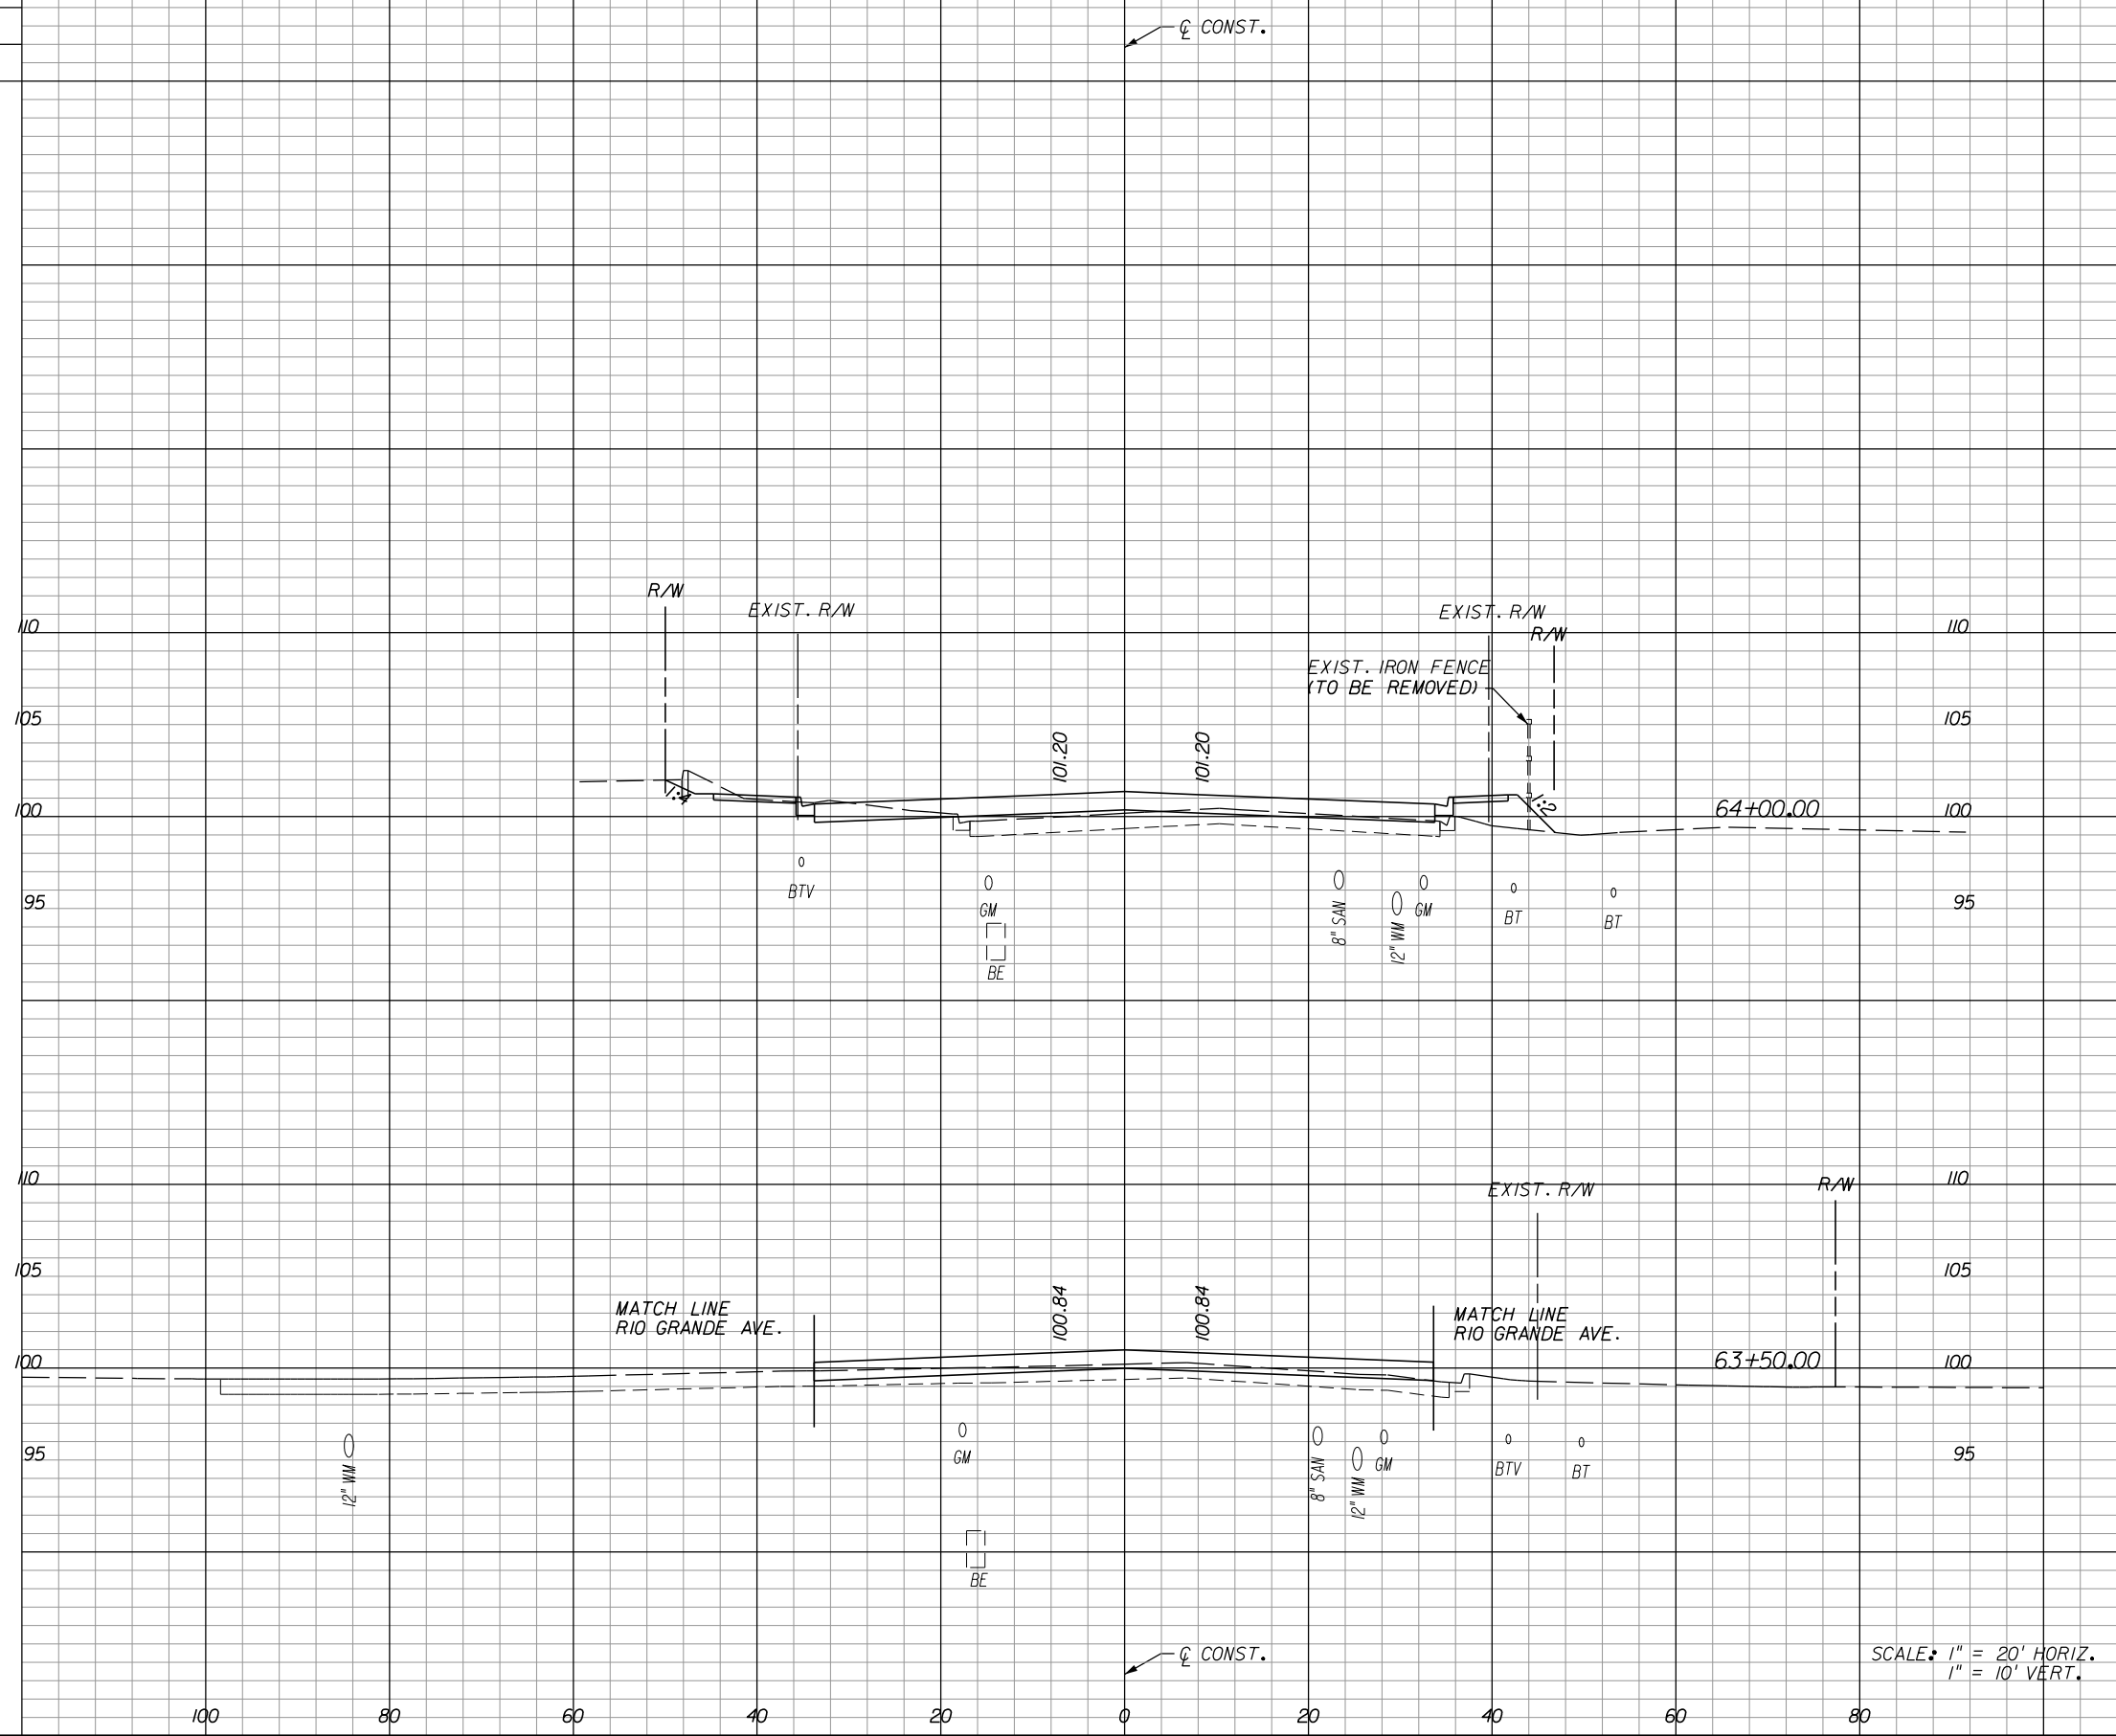 ℄ CONST.
R/W
EXIST. R/W
EXIST. R/W
R/W
110
110
EXIST. IRON FENCE
(TO BE REMOVED)
105
101.20
101.20
105
1:4
1:2
100
64+00.00
100
BTV
95
GM
8" SAN
12" WM
GM
BT
BT
95
BE
110
EXIST. R/W
R/W
110
105
100.84
100.84
105
MATCH LINE
RIO GRANDE AVE.
MATCH LINE
RIO GRANDE AVE.
100
63+50.00
100
95
12" WM
GM
8" SAN
12" WM
GM
BTV
BT
95
BE
℄ CONST.
SCALE: 1" = 20' HORIZ.
1" = 10' VERT.
100
80
60
40
20
0
20
40
60
80